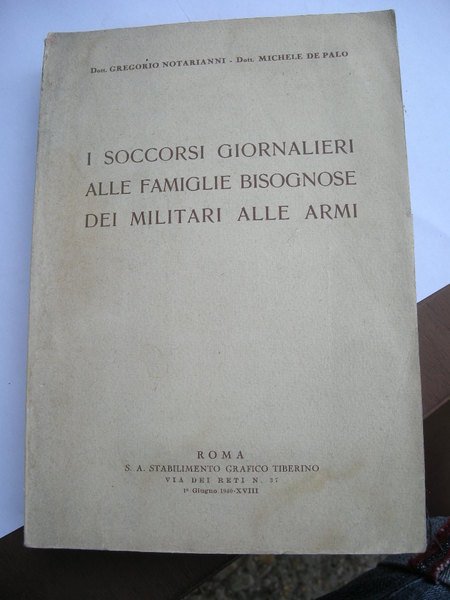 Dott. GREGORIO NOTARIANNI - Dott. MICHELE DE PALO
I SOCCORSI GIORNALIERI
ALLE FAMIGLIE BISOGNOSE
DEI MILITARI ALLE ARMI
ROMA
S. A. STABILIMENTO GRAFICO TIBERINO
VIA DEI RETI N. 37
1º Giugno 1940-XVIII